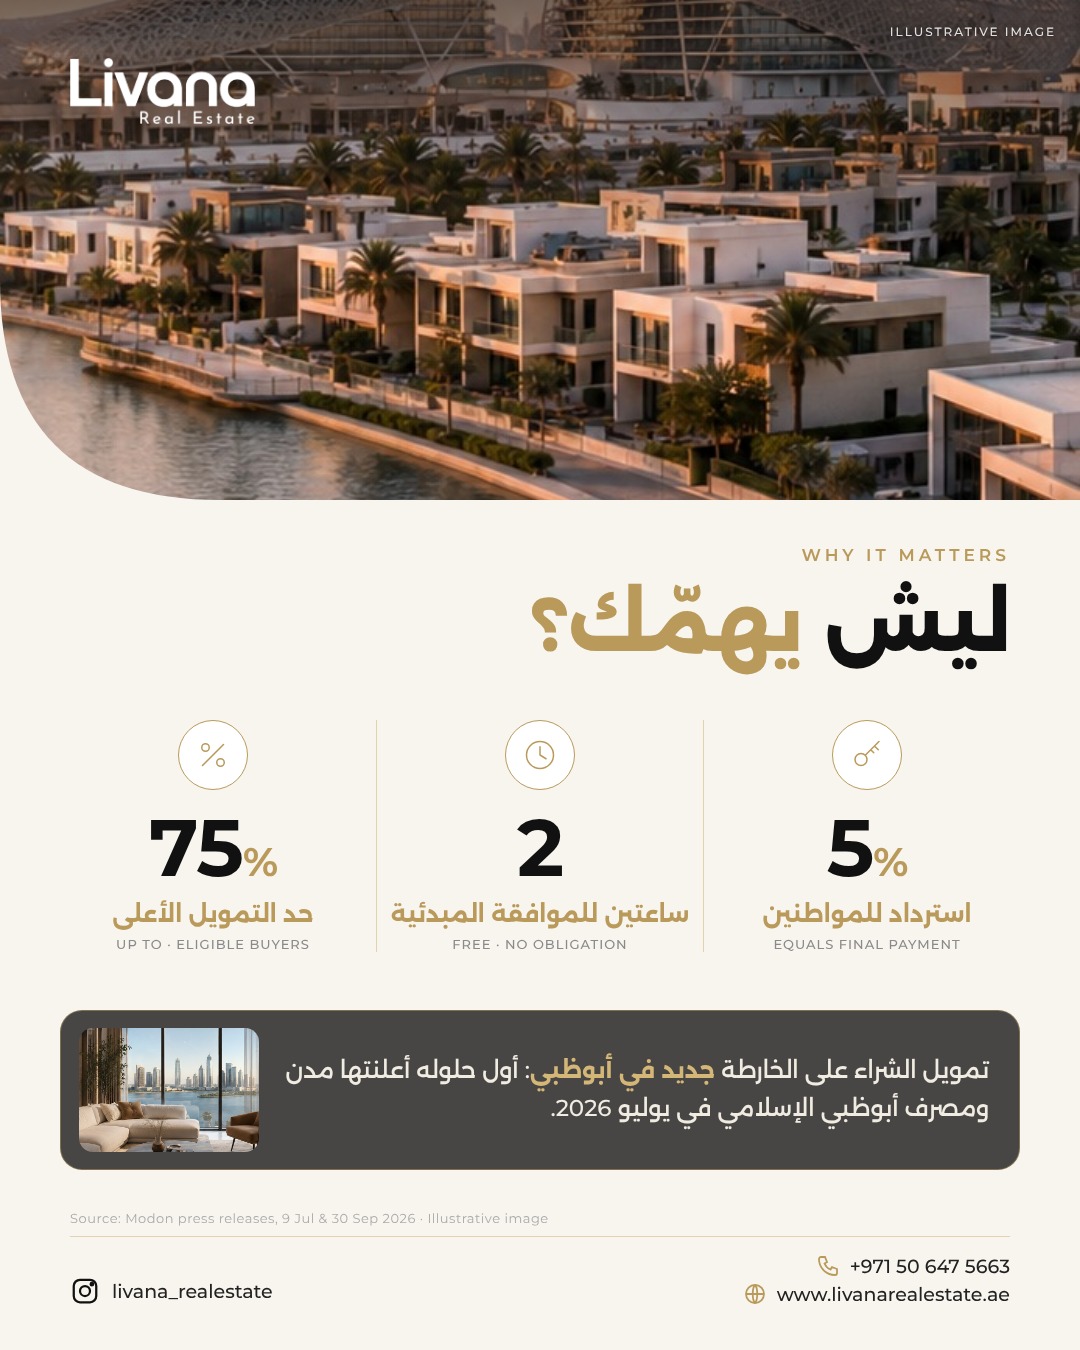 ILLUSTRATIVE IMAGE
Livana
Real Estate
WHY IT MATTERS
ليش يهمّك؟
5%
استرداد للمواطنين
EQUALS FINAL PAYMENT
2
ساعتين للموافقة المبدئية
FREE · NO OBLIGATION
75%
حد التمويل الأعلى
UP TO · ELIGIBLE BUYERS
تمويل الشراء على الخارطة جديد في أبوظبي: أول حلوله أعلنتها مدن
ومصرف أبوظبي الإسلامي في يوليو 2026.
Source: Modon press releases, 9 Jul & 30 Sep 2026 · Illustrative image
livana_realestate
+971 50 647 5663
www.livanarealestate.ae